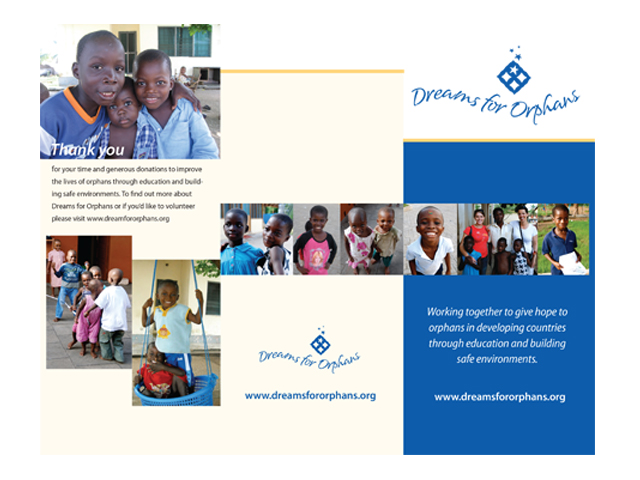 Thank you
for your time and generous donations to improve
the lives of orphans through education and build-
ing safe environments. To find out more about
Dreams for Orphans or if you'd like to volunteer
please visit www.dreamfororphans.org
Dreams for Orphans
www.dreamsfororphans.org
Dreams for Orphans
Working together to give hope to
orphans in developing countries
through education and building
safe environments.
www.dreamsfororphans.org